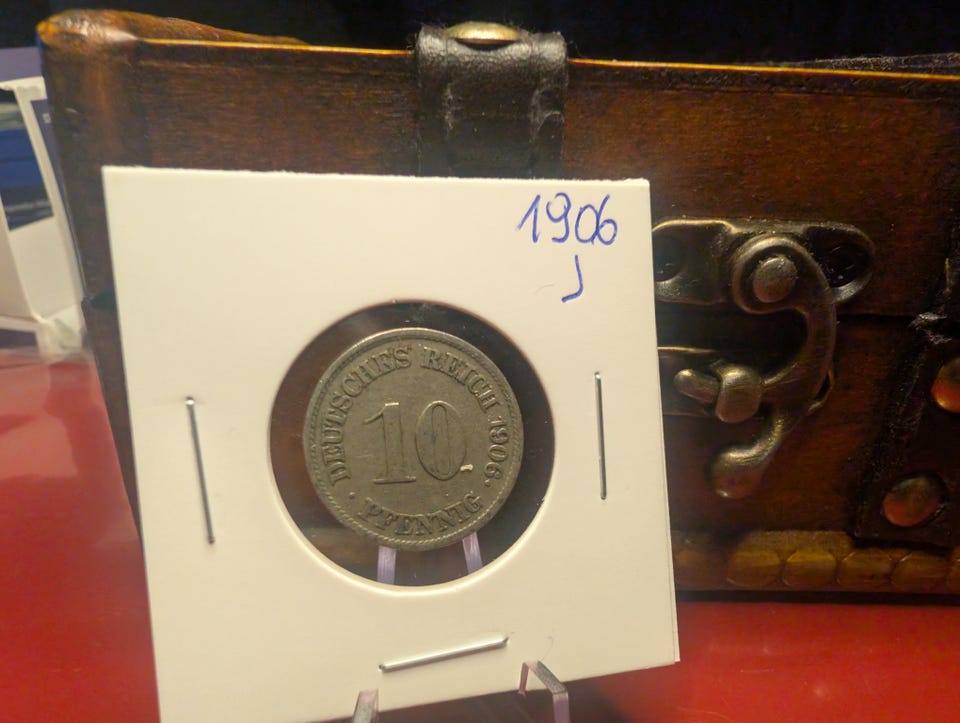 1906
J
DEUTSCHES REICH 1906.
10
· PFENNIG